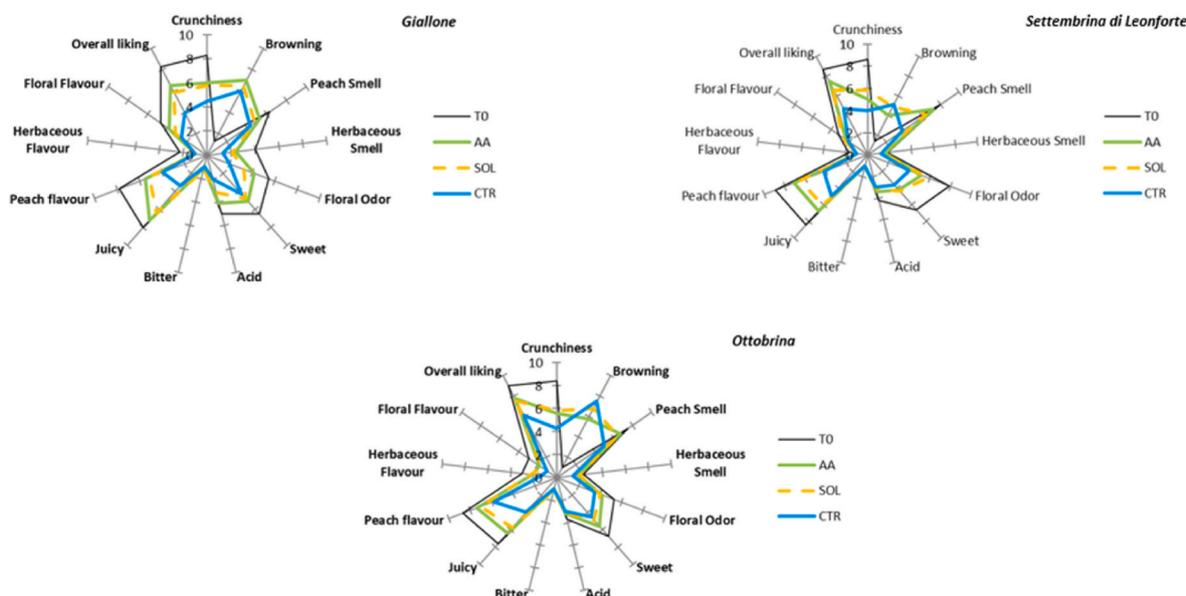 Giallone
Crunchiness
10
Overall liking
Browning
8
Floral Flavour
6
Peach Smell
4
Herbaceous
Flavour
2
Herbaceous
Smell
0
Peach flavour
Floral Odor
Juicy
Sweet
Bitter
Acid
T0
AA
SOL
CTR
Settembrina di Leonforte
Crunchiness
10
Overall liking
Browning
8
Floral Flavour
6
Peach Smell
4
Herbaceous
Flavour
2
Herbaceous Smell
0
Peach flavour
Floral Odor
Juicy
Sweet
Bitter
Acid
T0
AA
SOL
CTR
Ottobrina
Crunchiness
10
Overall liking
Browning
8
Floral Flavour
6
Peach Smell
4
Herbaceous
Flavour
2
Herbaceous
Smell
0
Peach flavour
Floral Odor
Juicy
Sweet
Bitter
Acid
T0
AA
SOL
CTR